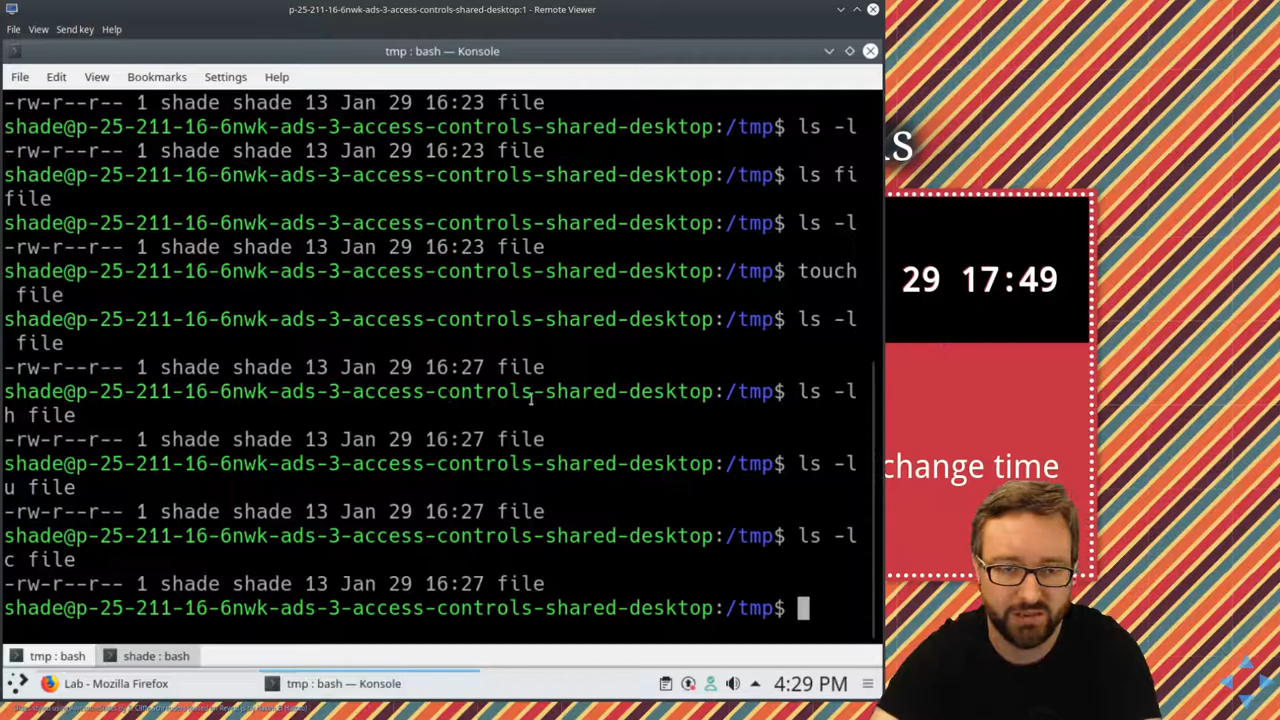 p-25-211-16-6nwk-ads-3-access-controls-shared-desktop:1 - Remote Viewer
File View Send key Help
tmp : bash — Konsole
File Edit View Bookmarks Settings Help
-rw-r--r-- 1 shade shade 13 Jan 29 16:23 file
shade@p-25-211-16-6nwk-ads-3-access-controls-shared-desktop:/tmp$ ls -l
-rw-r--r-- 1 shade shade 13 Jan 29 16:23 file
shade@p-25-211-16-6nwk-ads-3-access-controls-shared-desktop:/tmp$ ls fi
file
shade@p-25-211-16-6nwk-ads-3-access-controls-shared-desktop:/tmp$ ls -l
-rw-r--r-- 1 shade shade 13 Jan 29 16:23 file
shade@p-25-211-16-6nwk-ads-3-access-controls-shared-desktop:/tmp$ touch
file
shade@p-25-211-16-6nwk-ads-3-access-controls-shared-desktop:/tmp$ ls -l
file
-rw-r--r-- 1 shade shade 13 Jan 29 16:27 file
shade@p-25-211-16-6nwk-ads-3-access-controls-shared-desktop:/tmp$ ls -l
h file
-rw-r--r-- 1 shade shade 13 Jan 29 16:27 file
shade@p-25-211-16-6nwk-ads-3-access-controls-shared-desktop:/tmp$ ls -l
u file
-rw-r--r-- 1 shade shade 13 Jan 29 16:27 file
shade@p-25-211-16-6nwk-ads-3-access-controls-shared-desktop:/tmp$ ls -l
c file
-rw-r--r-- 1 shade shade 13 Jan 29 16:27 file
shade@p-25-211-16-6nwk-ads-3-access-controls-shared-desktop:/tmp$
tmp : bash shade : bash
Lab - Mozilla Firefox tmp : bash — Konsole 4:29 PM
ls
29 17:49
change time